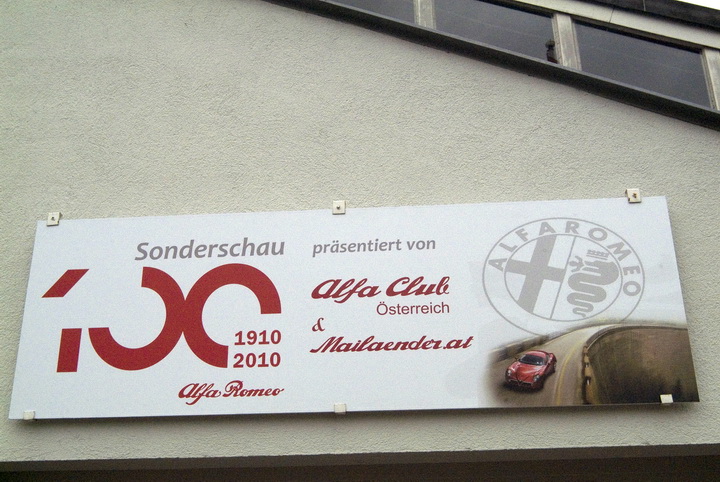 Sonderschau
100
1910
2010
Alfa Romeo
präsentiert von
Alfa Club
Österreich
&
Mailaender.at
ALFA ROMEO